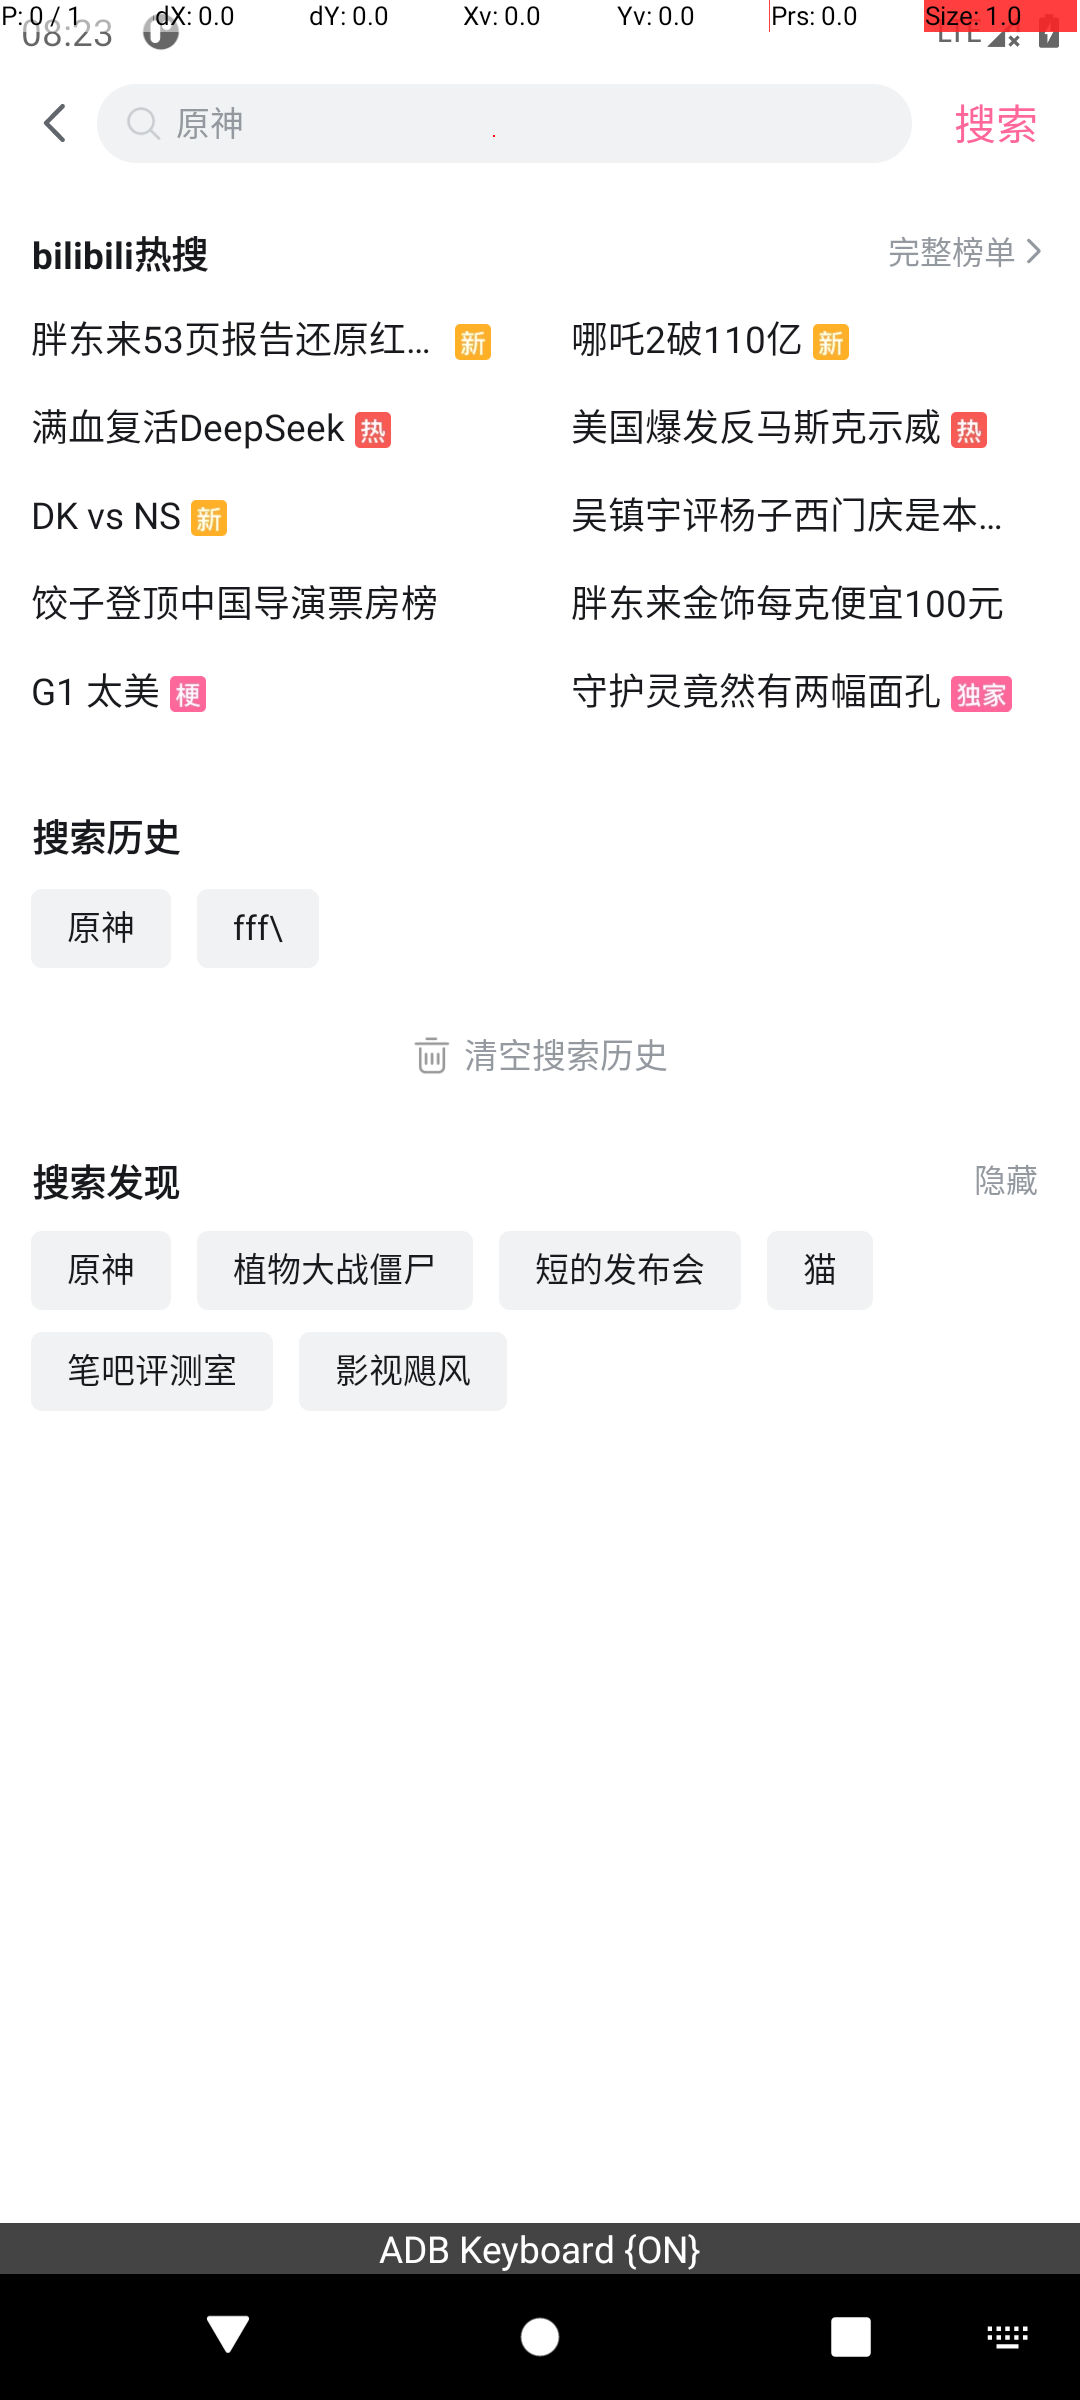 P: 0 / 1 dX: 0.0 dY: 0.0 Xv: 0.0 Yv: 0.0 Prs: 0.0 Size: 1.0
08:23 LTE
原神 搜索
bilibili热搜 完整榜单
胖东来53页报告还原红... 新 哪吒2破110亿 新
满血复活DeepSeek 热 美国爆发反马斯克示威 热
DK vs NS 新 吴镇宇评杨子西门庆是本...
饺子登顶中国导演票房榜 胖东来金饰每克便宜100元
G1 太美 梗 守护灵竟然有两幅面孔 独家
搜索历史
原神 fff\
清空搜索历史
搜索发现 隐藏
原神 植物大战僵尸 短的发布会 猫
笔吧评测室 影视飓风
ADB Keyboard {ON}